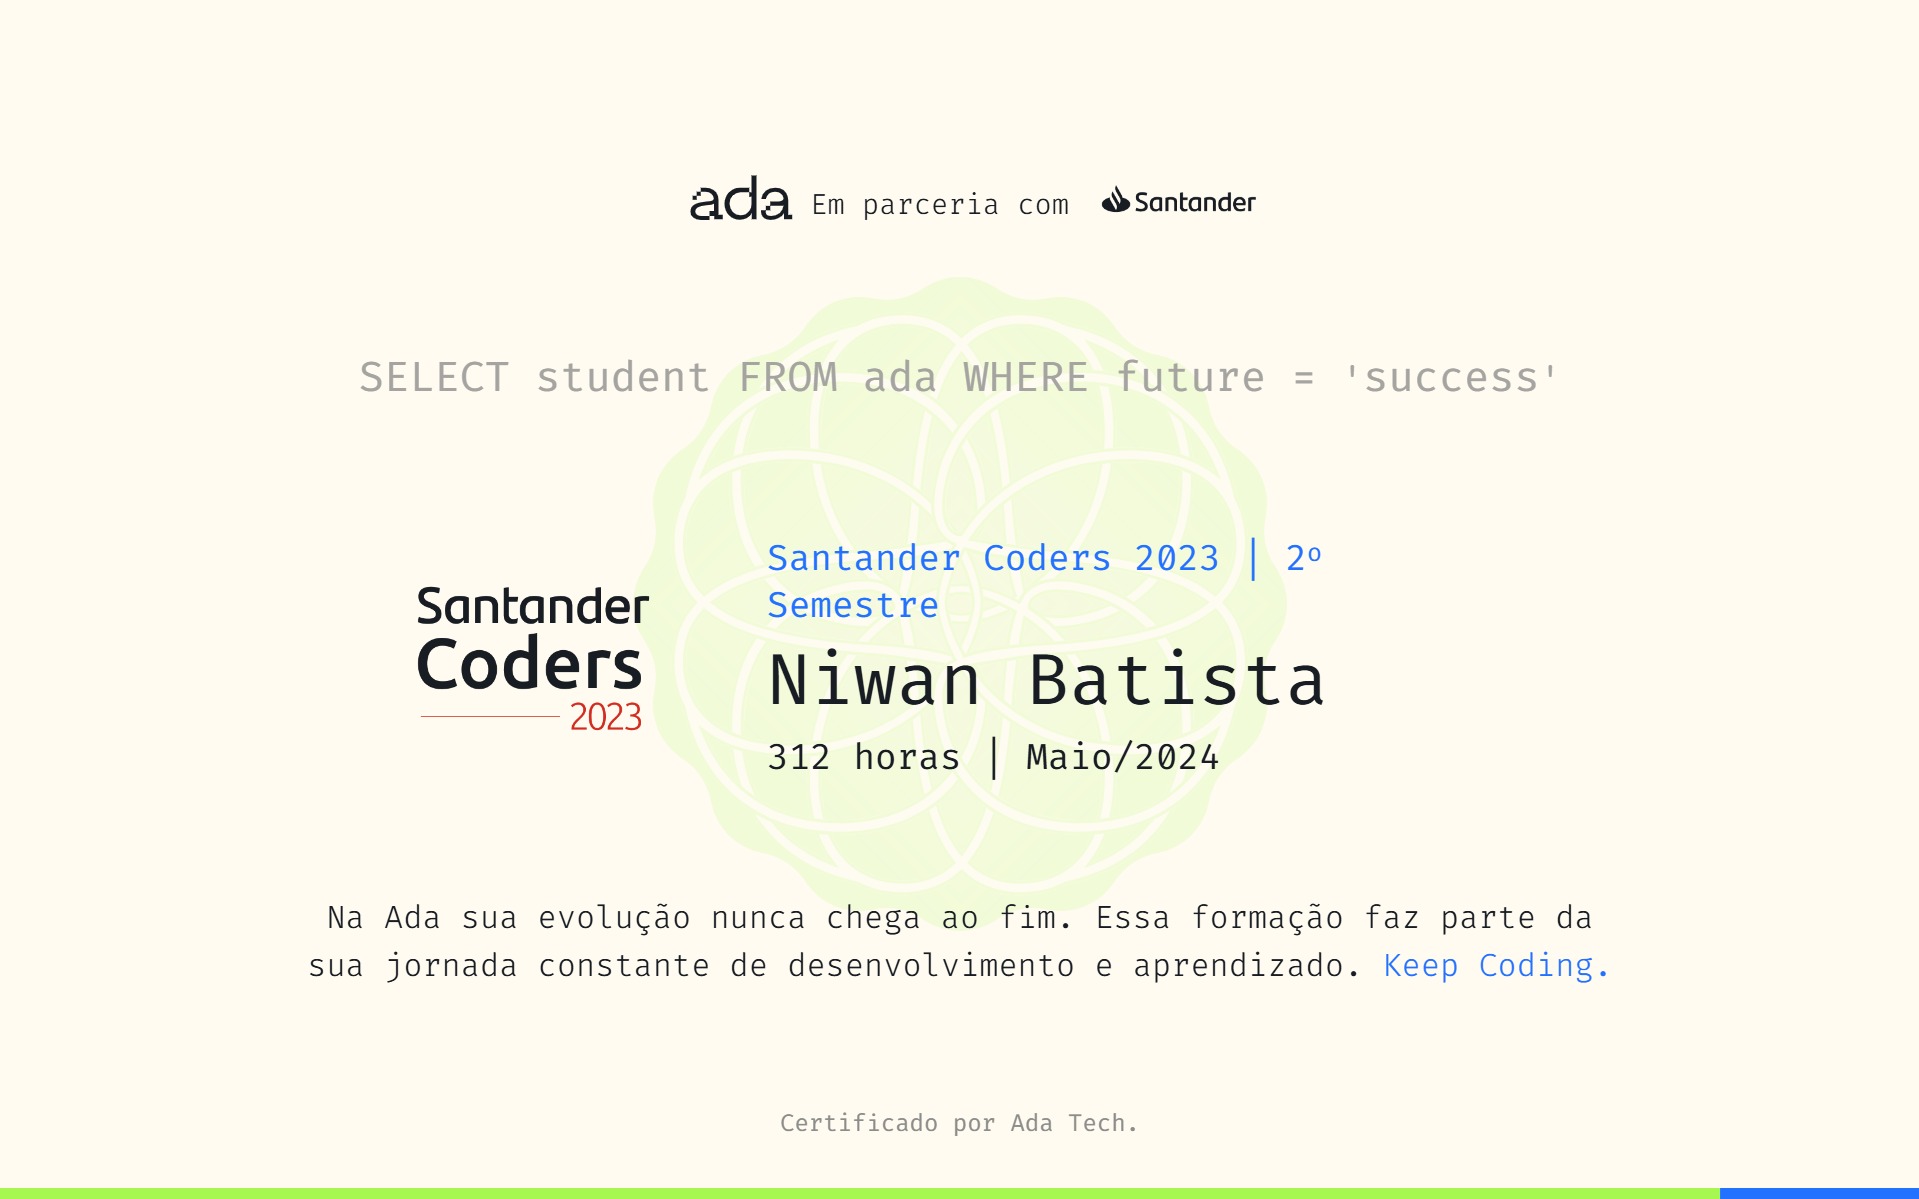 ada Em parceria com Santander
SELECT student FROM ada WHERE future = 'success'
Santander
Coders
2023
Santander Coders 2023 | 2º
Semestre
Niwan Batista
312 horas | Maio/2024
Na Ada sua evolução nunca chega ao fim. Essa formação faz parte da
sua jornada constante de desenvolvimento e aprendizado. Keep Coding.
Certificado por Ada Tech.